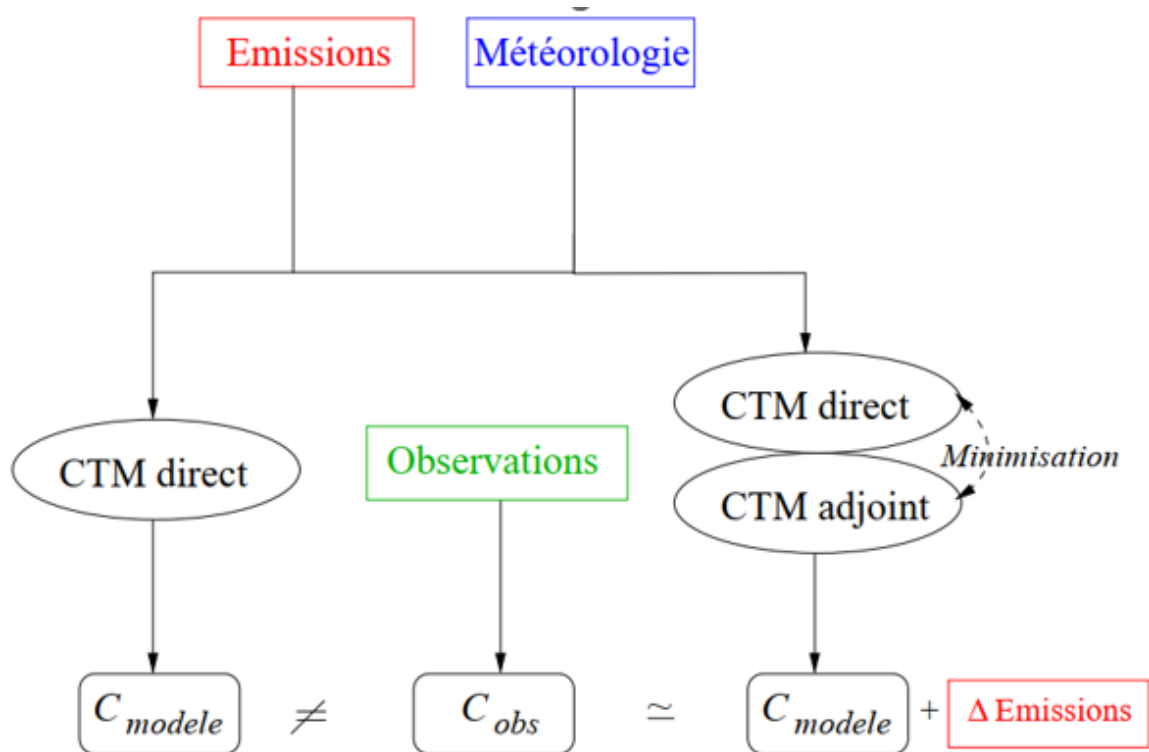 Emissions
Météorologie
CTM direct
Observations
CTM direct
Minimisation
CTM adjoint
C modele ≠ C obs ≃ C modele + Δ Emissions